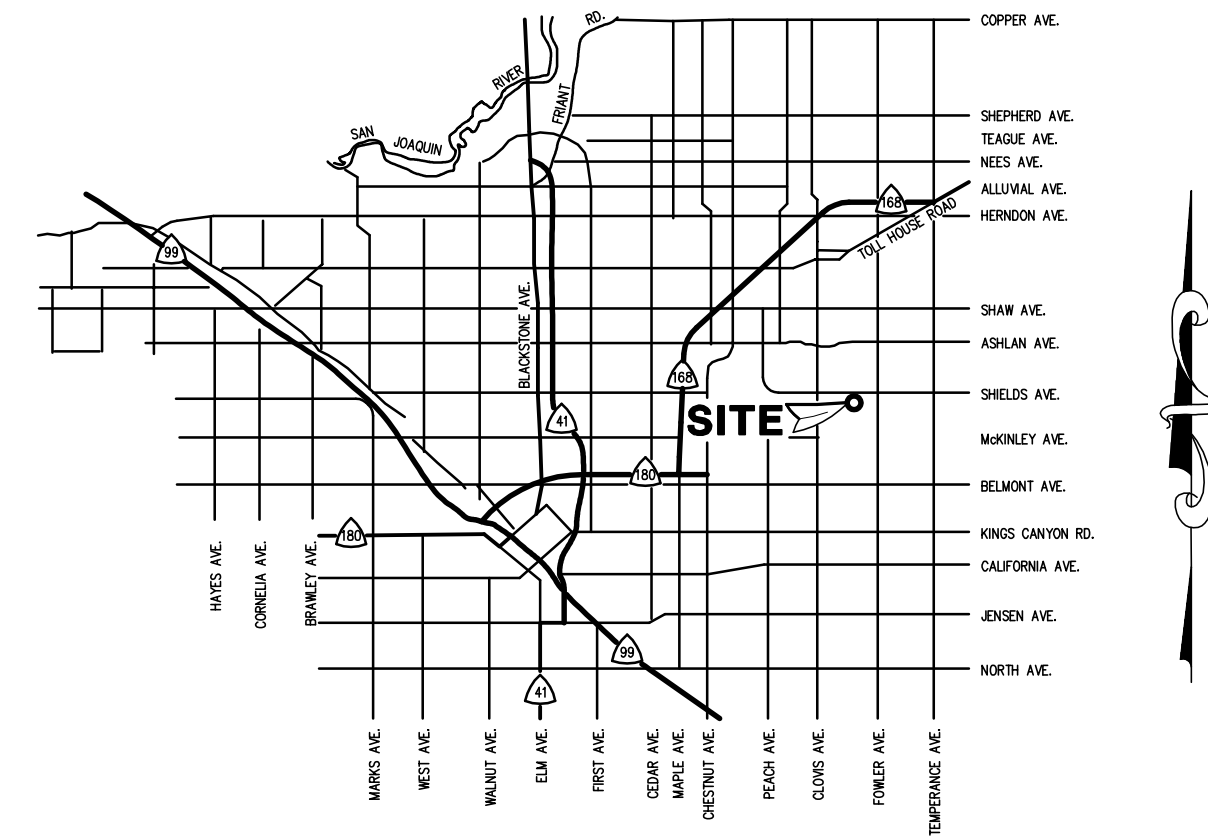 RD.
COPPER AVE.
RIVER
FRIANT
SHEPHERD AVE.
SAN
JOAQUIN
TEAGUE AVE.
NEES AVE.
ALLUVIAL AVE.
168
HERNDON AVE.
TOLL HOUSE ROAD
99
BLACKSTONE AVE.
SHAW AVE.
ASHLAN AVE.
168
SHIELDS AVE.
SITE
41
McKINLEY AVE.
180
BELMONT AVE.
180
KINGS CANYON RD.
CALIFORNIA AVE.
HAYES AVE.
CORNELIA AVE.
BRAWLEY AVE.
JENSEN AVE.
99
NORTH AVE.
41
MARKS AVE.
WEST AVE.
WALNUT AVE.
ELM AVE.
FIRST AVE.
CEDAR AVE.
MAPLE AVE.
CHESTNUT AVE.
PEACH AVE.
CLOVIS AVE.
FOWLER AVE.
TEMPERANCE AVE.